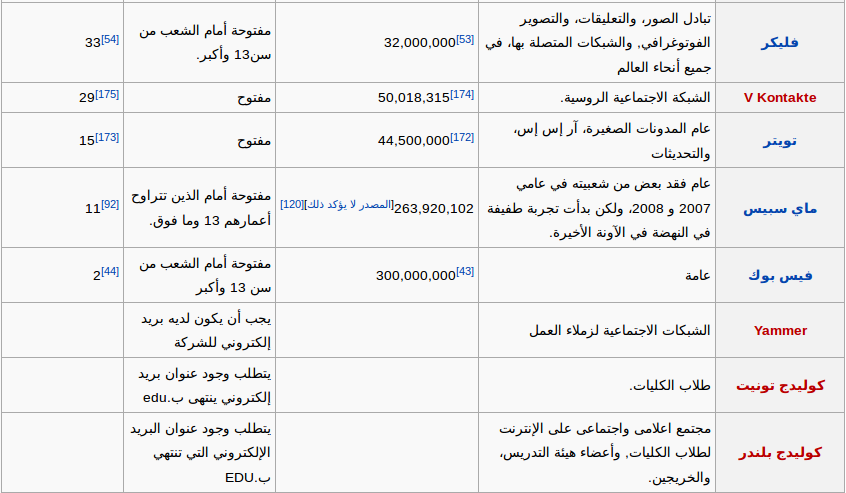 فليكر
تبادل الصور، والتعليقات، والتصوير
الفوتوغرافي, والشبكات المتصلة بها، في
جميع أنحاء العالم
32,000,000[53]
مفتوحة أمام الشعب من
سن13 وأكبر.
33[54]
V Kontakte
الشبكة الاجتماعية الروسية.
50,018,315[174]
مفتوح
29[175]
تويتر
عام المدونات الصغيرة، آر إس إس،
والتحديثات
44,500,000[172]
مفتوح
15[173]
ماي سبيس
عام فقد بعض من شعبيته في عامي
2007 و 2008، ولكن بدأت تجربة طفيفة
في النهضة في الآونة الأخيرة.
263,920,102[المصدر لا يؤكد ذلك][120]
مفتوحة أمام الذين تتراوح
أعمارهم 13 وما فوق.
11[92]
فيس بوك
عامة
300,000,000[43]
مفتوحة أمام الشعب من
سن 13 وأكبر
2[44]
Yammer
الشبكات الاجتماعية لزملاء العمل
يجب أن يكون لديه بريد
إلكتروني للشركة
كوليدج تونيت
طلاب الكليات.
يتطلب وجود عنوان بريد
إلكتروني ينتهى ب.edu
كوليدج بلندر
مجتمع اعلامى واجتماعى على الإنترنت
لطلاب الكليات, وأعضاء هيئة التدريس،
والخريجين.
يتطلب وجود عنوان البريد
الإلكتروني التي تنتهي
ب.EDU